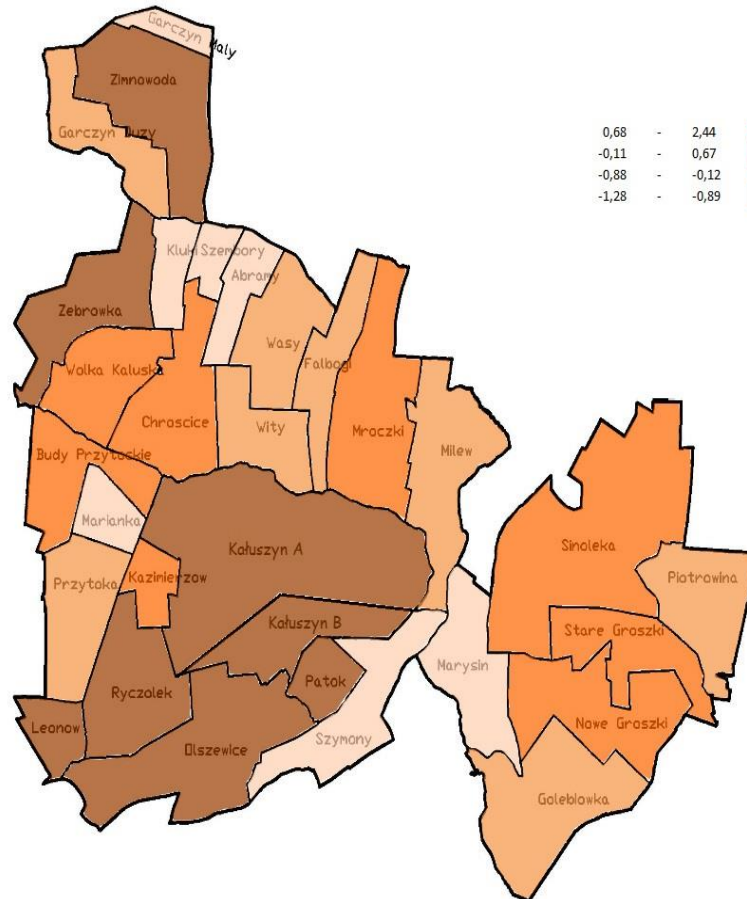 Garczyn Maly
Zimnowoda
Garczyn Duzy
0,68 - 2,44
-0,11 - 0,67
-0,88 - -0,12
-1,28 - -0,89
Kluki
Szembory
Abramy
Zebrowka
Wasy
Falbogi
Wolka Kaluska
Chroscice
Wity
Mroczki
Milew
Budy Przytockie
Marianka
Kałuszyn A
Sinoleka
Przytoka
Kazimierzow
Piotrowina
Kałuszyn B
Stare Groszki
Marysin
Ryczolek
Patok
Leonow
Olszewice
Szymony
Nowe Groszki
Golebiowka